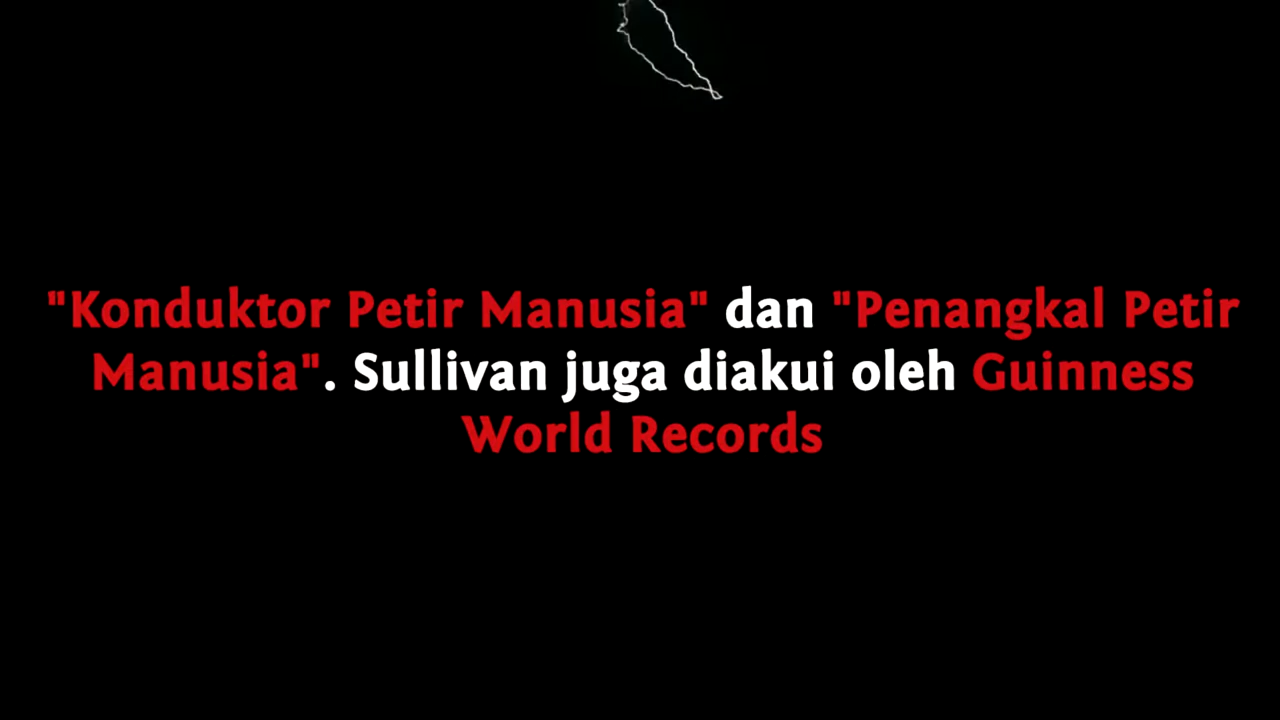 "Konduktor Petir Manusia" dan "Penangkal Petir
Manusia". Sullivan juga diakui oleh Guinness
World Records